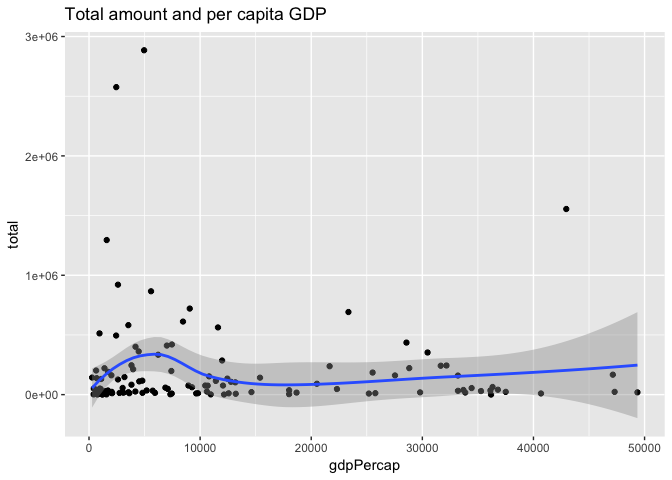 Total amount and per capita GDP
3e+06
2e+06
1e+06
0e+00
total
0 10000 20000 30000 40000 50000
gdpPercap